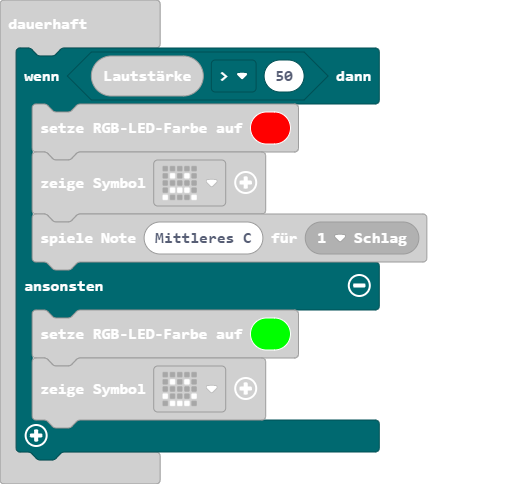 dauerhaft
wenn Lautstärke > 50 dann
setze RGB-LED-Farbe auf
zeige Symbol
spiele Note Mittleres C für 1 Schlag
ansonsten
setze RGB-LED-Farbe auf
zeige Symbol